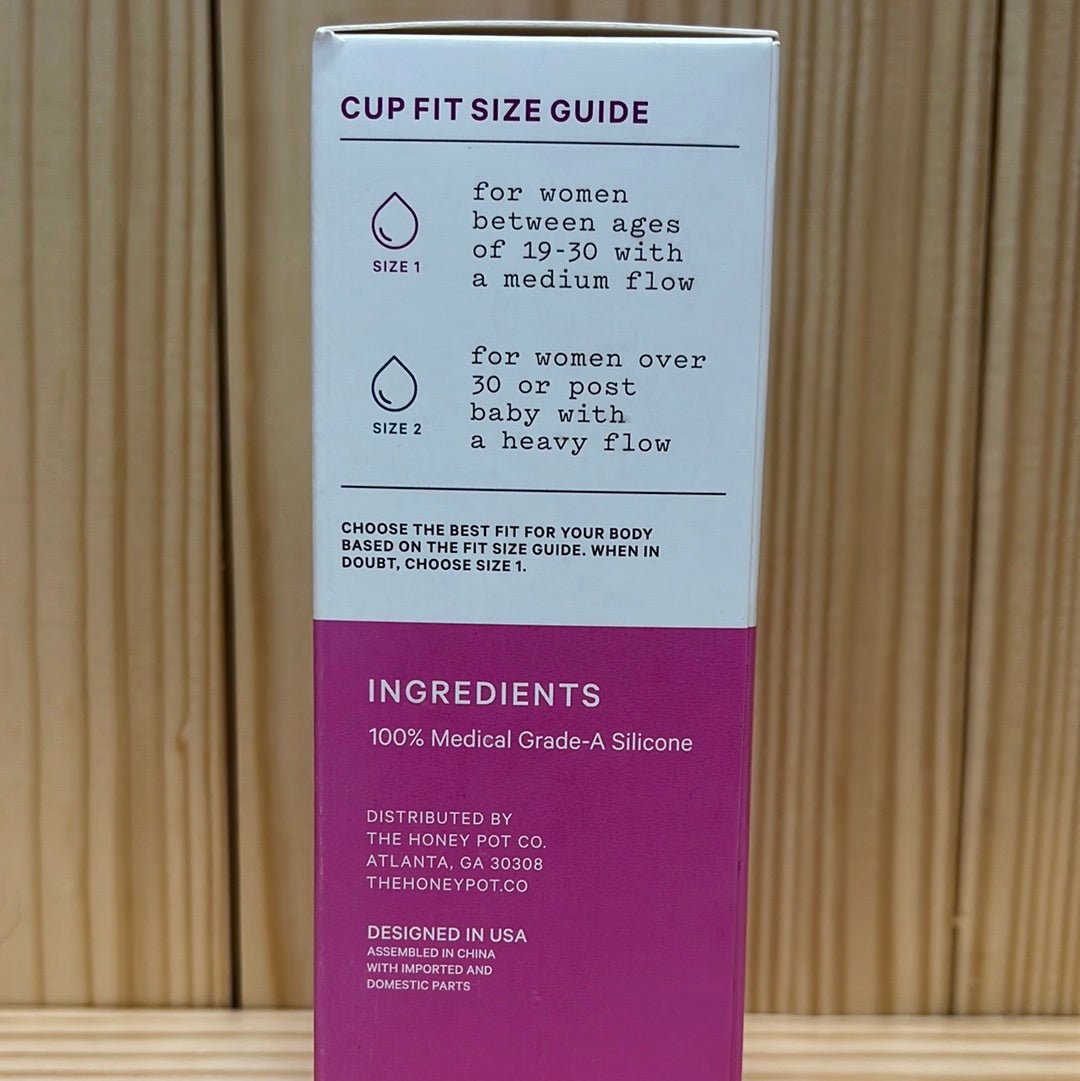 CUP FIT SIZE GUIDE
SIZE 1
for women
between ages
of 19-30 with
a medium flow
SIZE 2
for women over
30 or post
baby with
a heavy flow
CHOOSE THE BEST FIT FOR YOUR BODY
BASED ON THE FIT SIZE GUIDE. WHEN IN
DOUBT, CHOOSE SIZE 1.
INGREDIENTS
100% Medical Grade-A Silicone
DISTRIBUTED BY
THE HONEY POT CO.
ATLANTA, GA 30308
THEHONEYPOT.CO
DESIGNED IN USA
ASSEMBLED IN CHINA
WITH IMPORTED AND
DOMESTIC PARTS